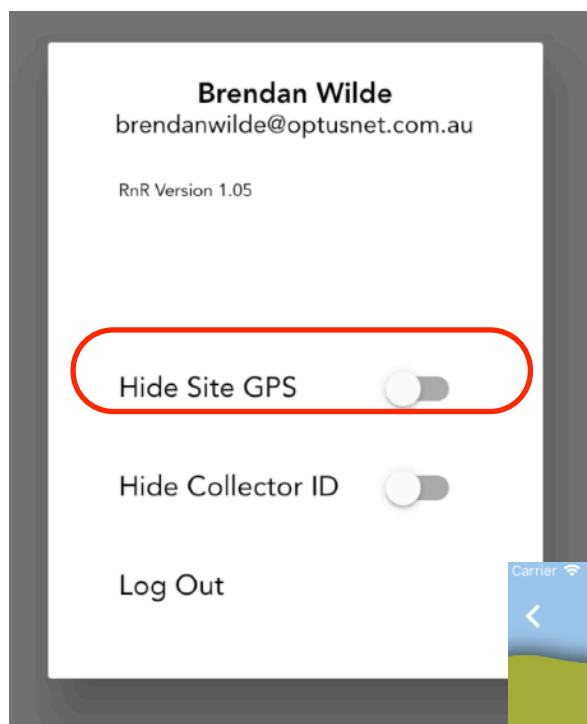 Brendan Wilde
brendanwilde@optusnet.com.au
RnR Version 1.05
Hide Site GPS
Hide Collector ID
Log Out
Carrier